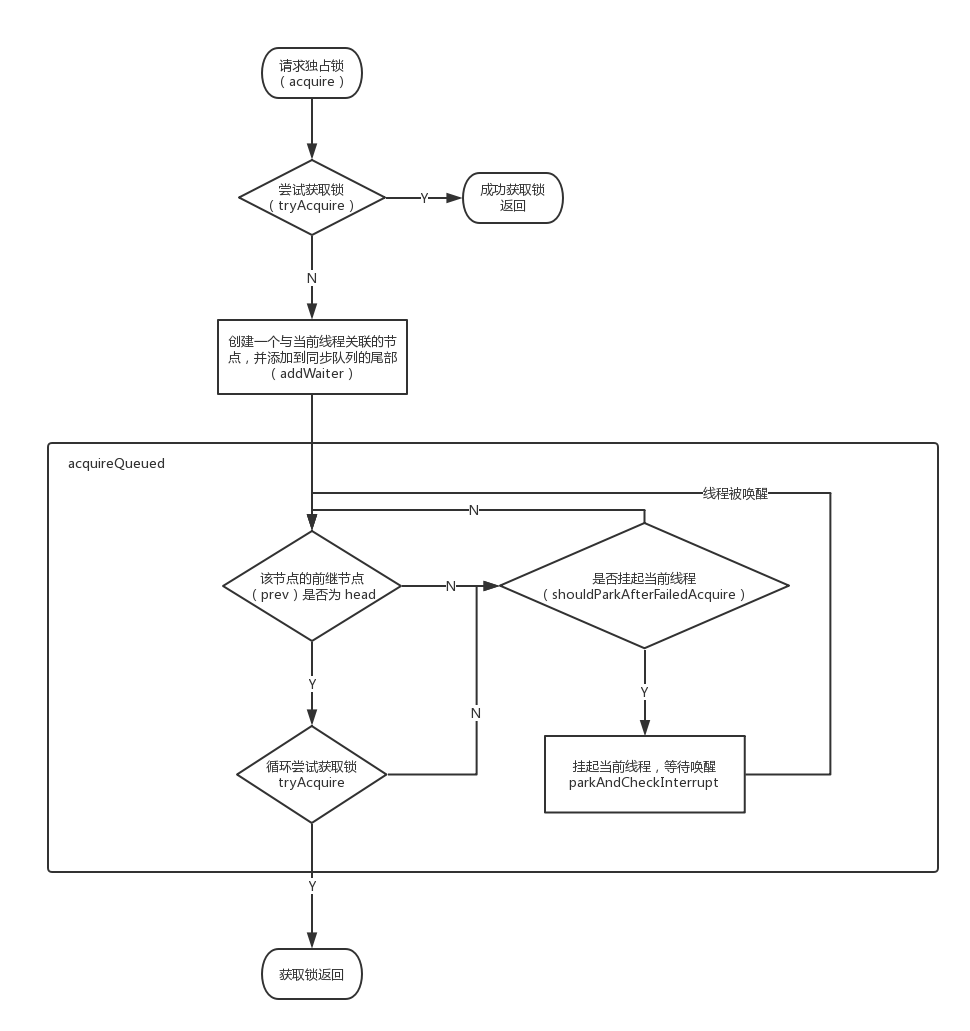 请求独占锁
（acquire）
尝试获取锁
（tryAcquire）
Y
成功获取锁
返回
N
创建一个与当前线程关联的节
点，并添加到同步队列的尾部
（addWaiter）
acquireQueued
线程被唤醒
N
该节点的前继节点
（prev）是否为 head
N
是否挂起当前线程
（shouldParkAfterFailedAcquire）
Y
Y
N
循环尝试获取锁
tryAcquire
挂起当前线程，等待唤醒
parkAndCheckInterrupt
Y
获取锁返回